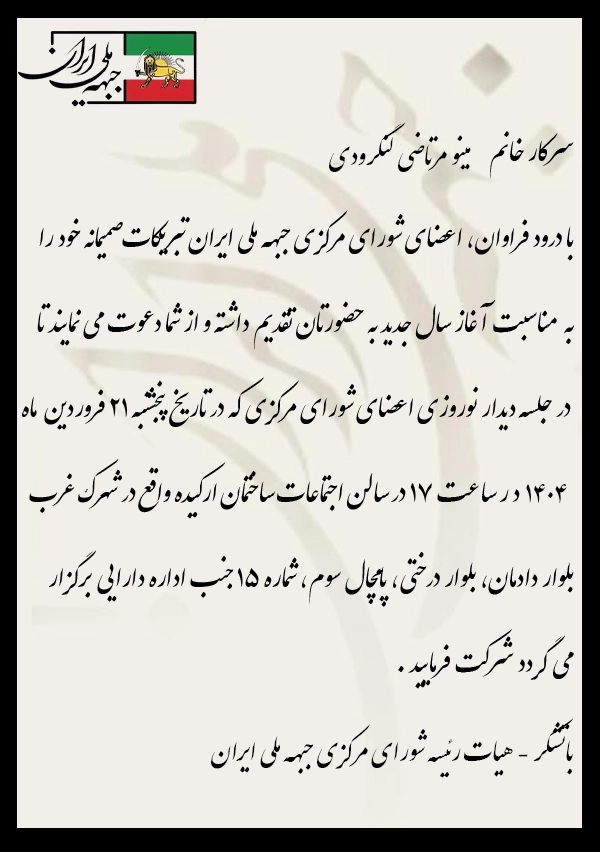 جبهه ملی ایران
سرکار خانم مینو مرتاضی لنگرودی
با درود فراوان، اعضای شورای مرکزی جبهه ملی ایران تبریکات صمیمانه خود را
به مناسبت آغاز سال جدید به حضورتان تقدیم داشته و از شما دعوت می نمایند تا
در جلسه دیدار نوروزی اعضای شورای مرکزی که در تاریخ پنجشبه ۲۱ فروردین ماه
۱۴۰۴ در ساعت ۱۷ در سالن اجتماعات ساختمان ارکیده واقع در شهرک غرب
بلوار دادمان، بلوار درختی، پامچال سوم، شماره ۱۵ جنب اداره دارایی برگزار
می گردد شرکت فرمایید .
باتشکر - هیات رئیسه شورای مرکزی جبهه ملی ایران